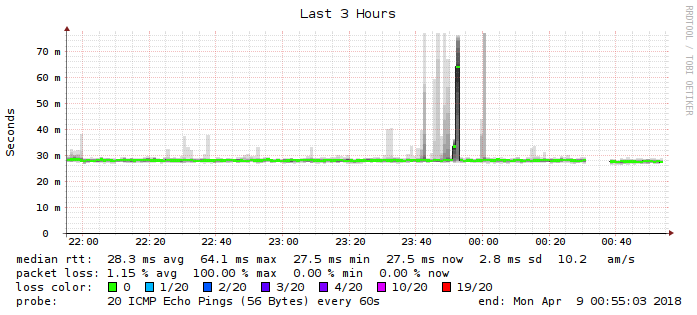 Last 3 Hours
RRDTOOL / TOBI OETIKER
Seconds
70 m
60 m
50 m
40 m
30 m
20 m
10 m
0
22:00 22:20 22:40 23:00 23:20 23:40 00:00 00:20 00:40
median rtt: 28.3 ms avg 64.1 ms max 27.5 ms min 27.5 ms now 2.8 ms sd 10.2 am/s
packet loss: 1.15 % avg 100.00 % max 0.00 % min 0.00 % now
loss color: 0 1/20 2/20 3/20 4/20 10/20 19/20
probe: 20 ICMP Echo Pings (56 Bytes) every 60s end: Mon Apr 9 00:55:03 2018